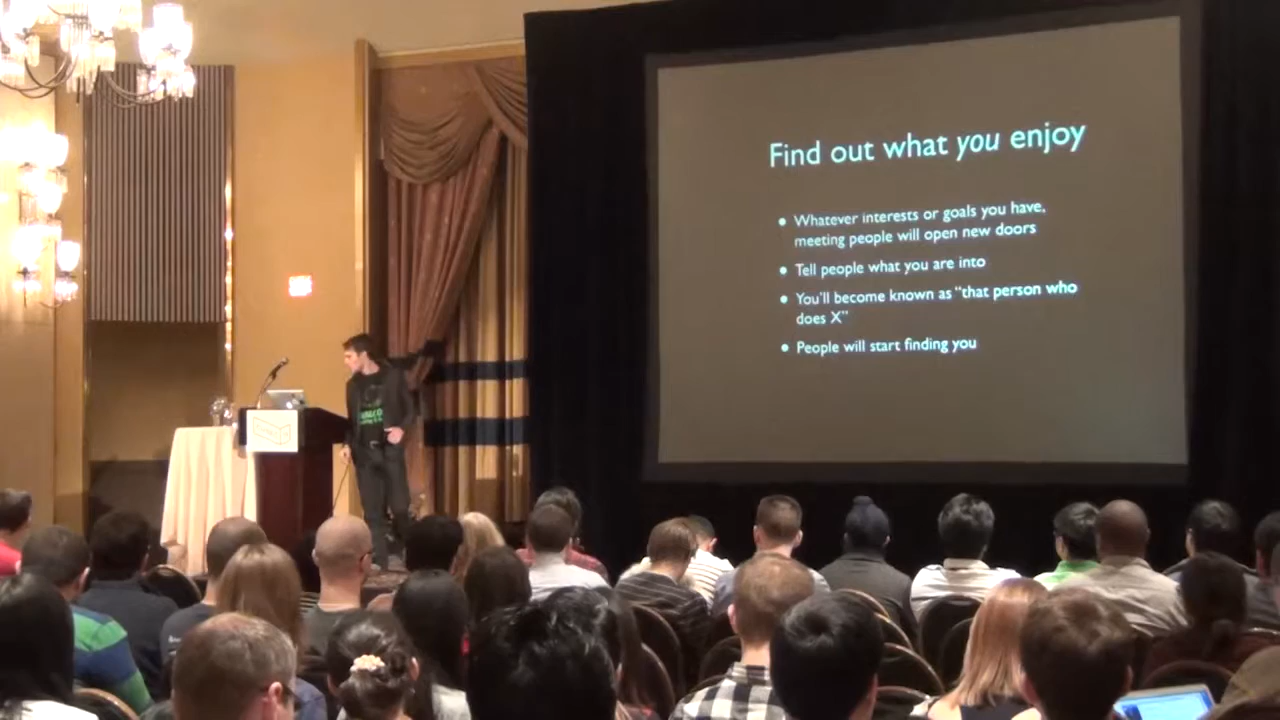 Find out what you enjoy
• Whatever interests or goals you have,
meeting people will open new doors
• Tell people what you are into
• You'll become known as “that person who
does X”
• People will start finding you